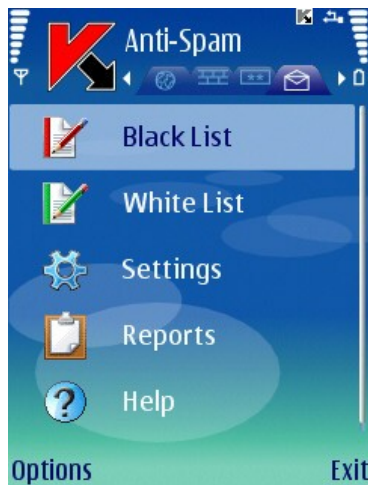 Anti-Spam
Black List
White List
Settings
Reports
Help
Options
Exit